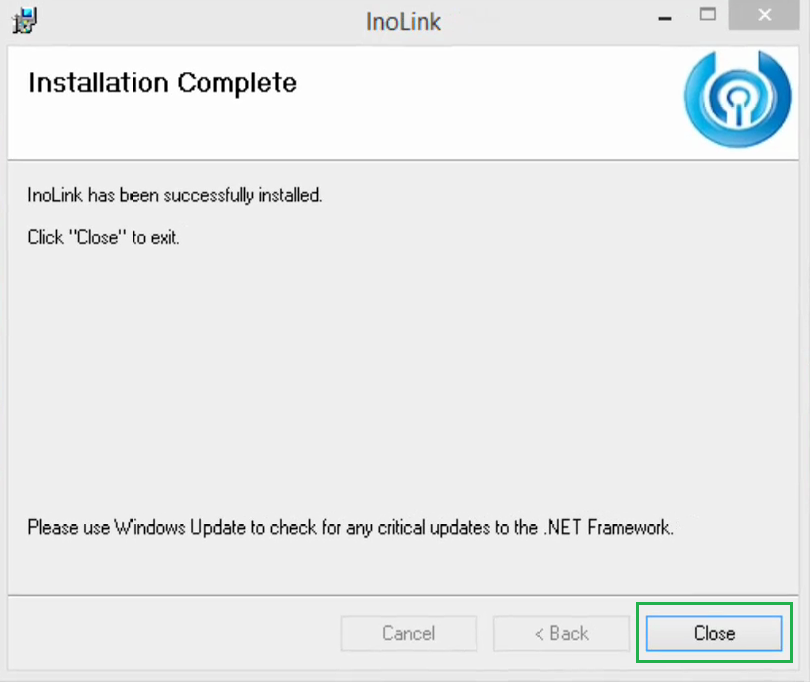 InoLink
Installation Complete
InoLink has been successfully installed.
Click "Close" to exit.
Please use Windows Update to check for any critical updates to the .NET Framework.
Cancel
< Back
Close